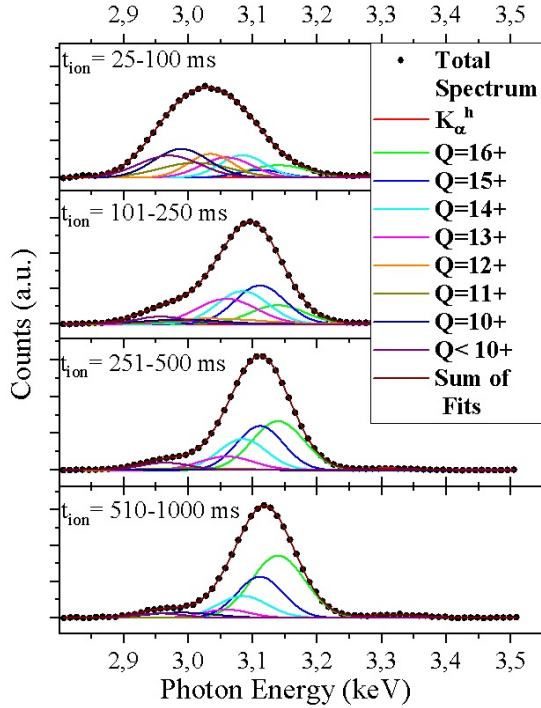 2,9 3,0 3,1 3,2 3,3 3,4 3,5
t_ion = 25-100 ms
Total
Spectrum
K_α^h
Q=16+
Q=15+
Q=14+
Q=13+
Q=12+
Q=11+
Q=10+
Q< 10+
Sum of
Fits
t_ion= 101-250 ms
t_ion= 251-500 ms
t_ion= 510-1000 ms
Counts (a.u.)
2,9 3,0 3,1 3,2 3,3 3,4 3,5
Photon Energy (keV)